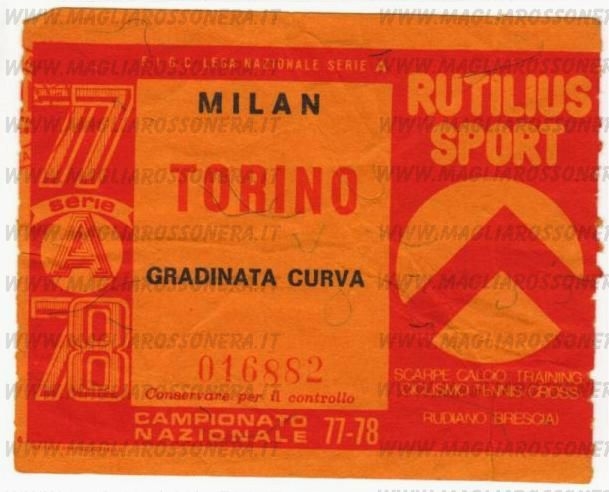 F.I.G.C. LEGA NAZIONALE SERIE A
MILAN
TORINO
GRADINATA CURVA
016882
Conservare per il controllo
CAMPIONATO
NAZIONALE 77-78
77
serie
A
78
RUTILIUS
SPORT
SCARPE CALCIO TRAINING
CICLISMO TENNIS CROSS
RUDIANO (BRESCIA)
WWW.MAGLIAROSSONERA.IT